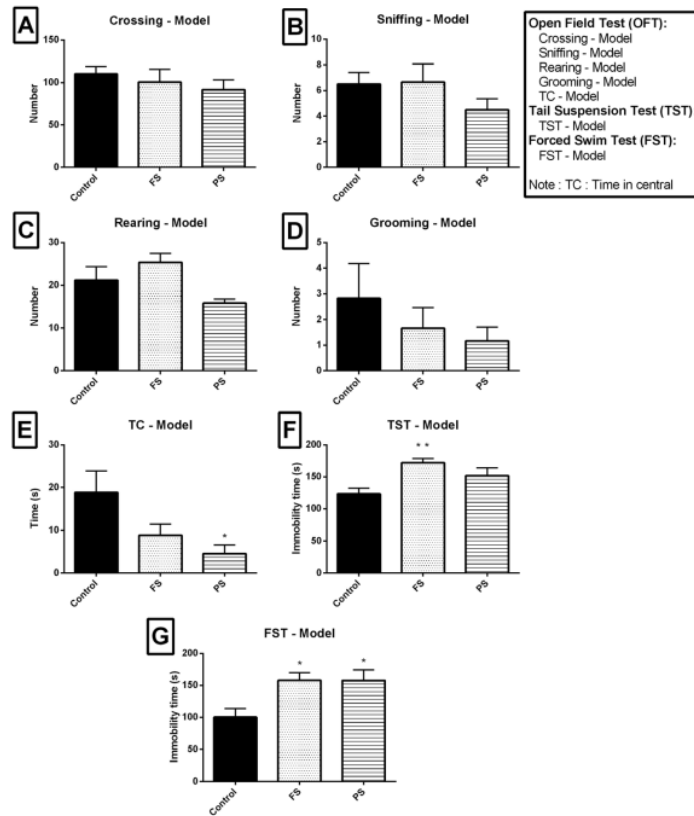 A
Crossing - Model
Number
150
100
50
0
Control
FS
PS
B
Sniffing - Model
Number
10
8
6
4
2
0
Control
FS
PS
Open Field Test (OFT):
Crossing - Model
Sniffing - Model
Rearing - Model
Grooming - Model
TC - Model
Tail Suspension Test (TST)
TST - Model
Forced Swim Test (FST):
FST - Model
Note : TC : Time in central
C
Rearing - Model
Number
30
20
10
0
Control
FS
PS
D
Grooming - Model
Number
5
4
3
2
1
0
Control
FS
PS
E
TC - Model
Time (s)
30
20
10
0
*
Control
FS
PS
F
TST - Model
Immobility time (s)
200
150
100
50
0
* *
Control
FS
PS
G
FST - Model
Immobility time (s)
200
150
100
50
0
*
*
Control
FS
PS